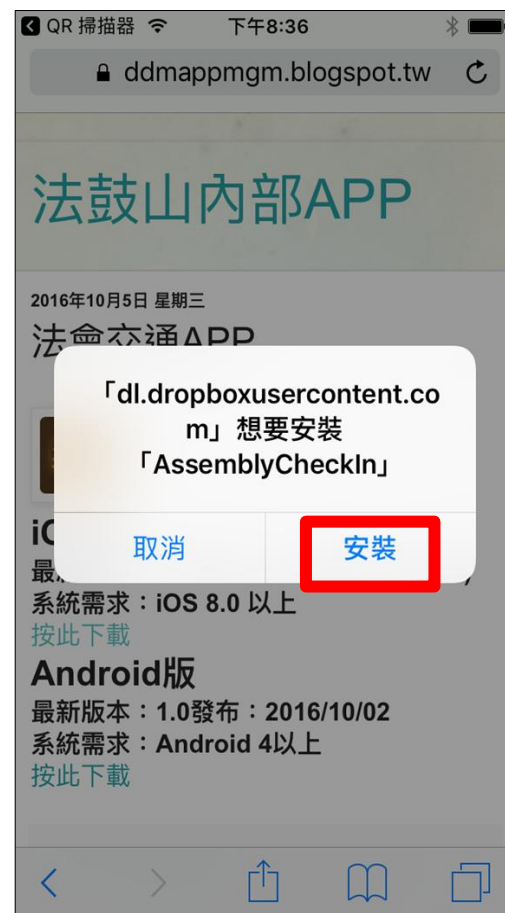 QR 掃描器 下午8:36
ddmappmgm.blogspot.tw
法鼓山內部APP
2016年10月5日 星期三
法會交通APP
「dl.dropboxusercontent.co
m」想要安裝
「AssemblyCheckIn」
取消 安裝
系統需求：iOS 8.0 以上
按此下載
Android版
最新版本：1.0發布：2016/10/02
系統需求：Android 4以上
按此下載